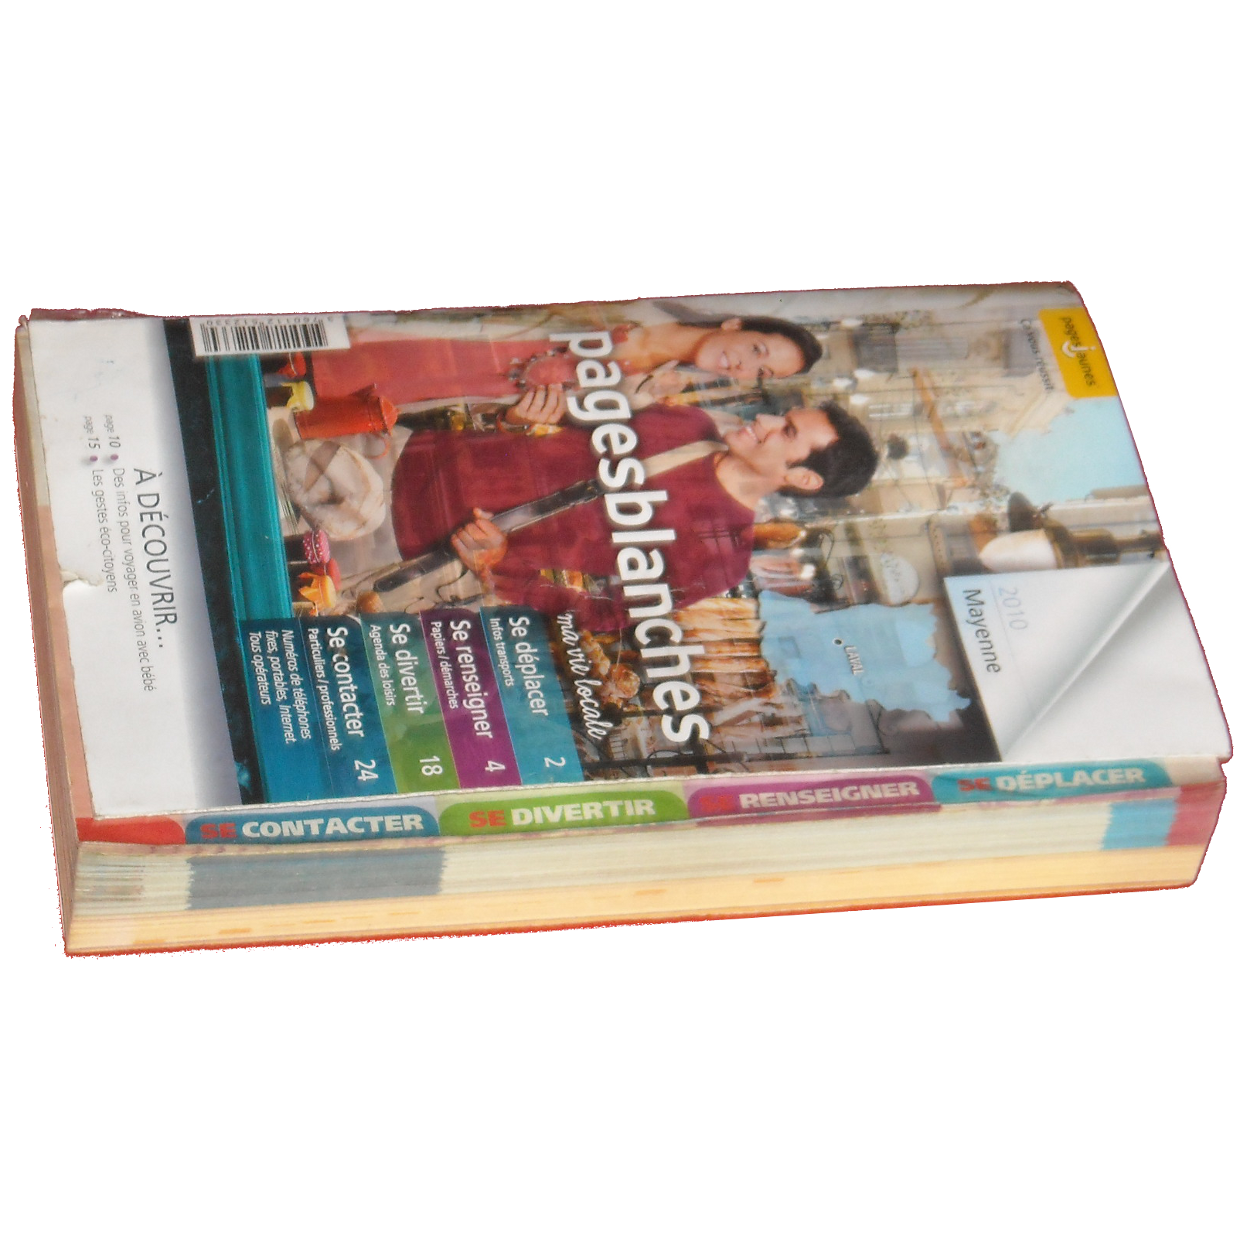 pagesjaunes
Ça vous réussit
2010
Mayenne
LAVAL
pagesblanches
ma vie locale
Se déplacer 2
Infos transports
Se renseigner 4
Papiers / démarches
Se divertir 18
Agenda des loisirs
Se contacter 24
Particuliers / professionnels
Numéros de téléphones
fixes, portables, Internet.
Tous opérateurs
À DÉCOUVRIR...
page 10 • Des infos pour voyager en avion avec bébé
page 15 • Les gestes éco-citoyens
SE CONTACTER
SE DIVERTIR
SE RENSEIGNER
SE DÉPLACER